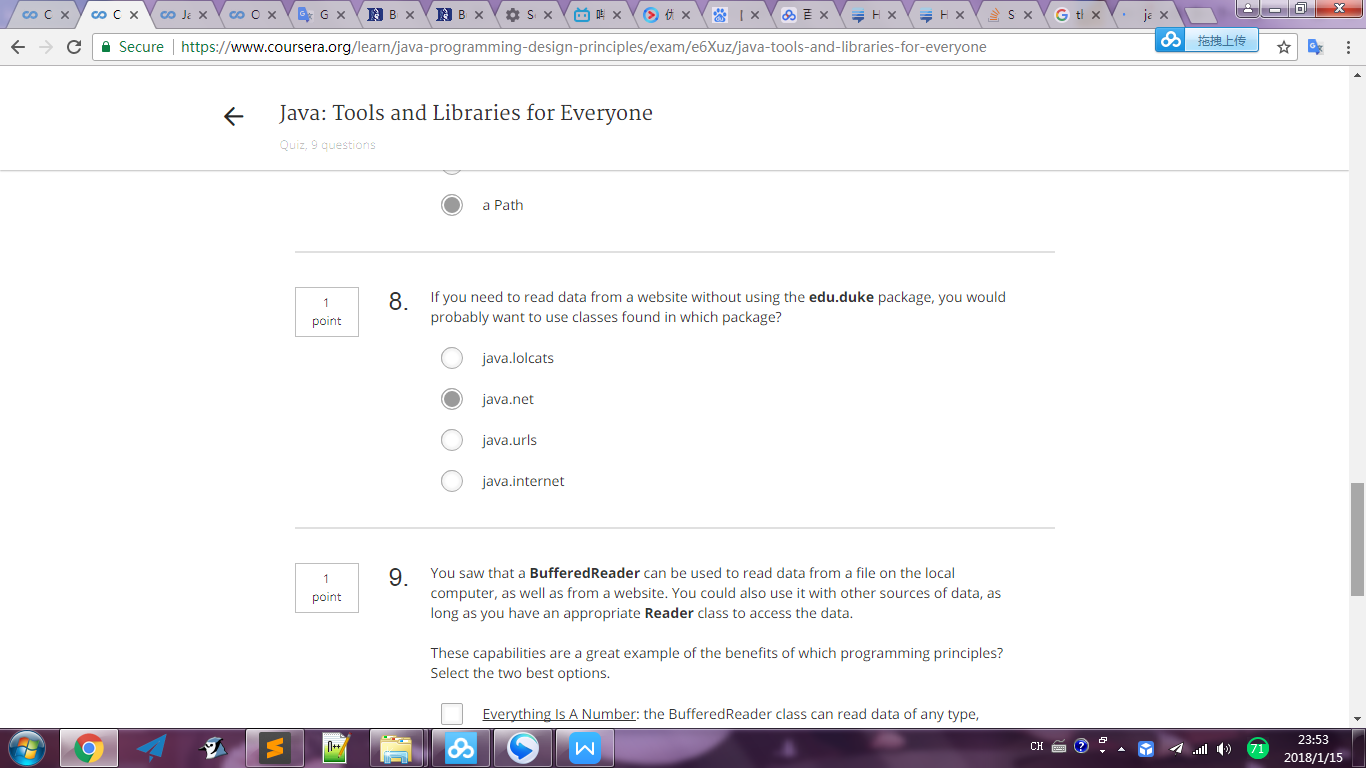 C
C
Ja
C
G
B
B
S
G tl
ja
Secure
https://www.coursera.org/learn/java-programming-design-principles/exam/e6Xuz/java-tools-and-libraries-for-everyone
拖拽上传
Java: Tools and Libraries for Everyone
Quiz, 9 questions
a Path
1
point
8.
If you need to read data from a website without using the edu.duke package, you would
probably want to use classes found in which package?
java.lolcats
java.net
java.urls
java.internet
1
point
9.
You saw that a BufferedReader can be used to read data from a file on the local
computer, as well as from a website. You could also use it with other sources of data, as
long as you have an appropriate Reader class to access the data.
These capabilities are a great example of the benefits of which programming principles?
Select the two best options.
Everything Is A Number: the BufferedReader class can read data of any type,
CH
71
23:53
2018/1/15